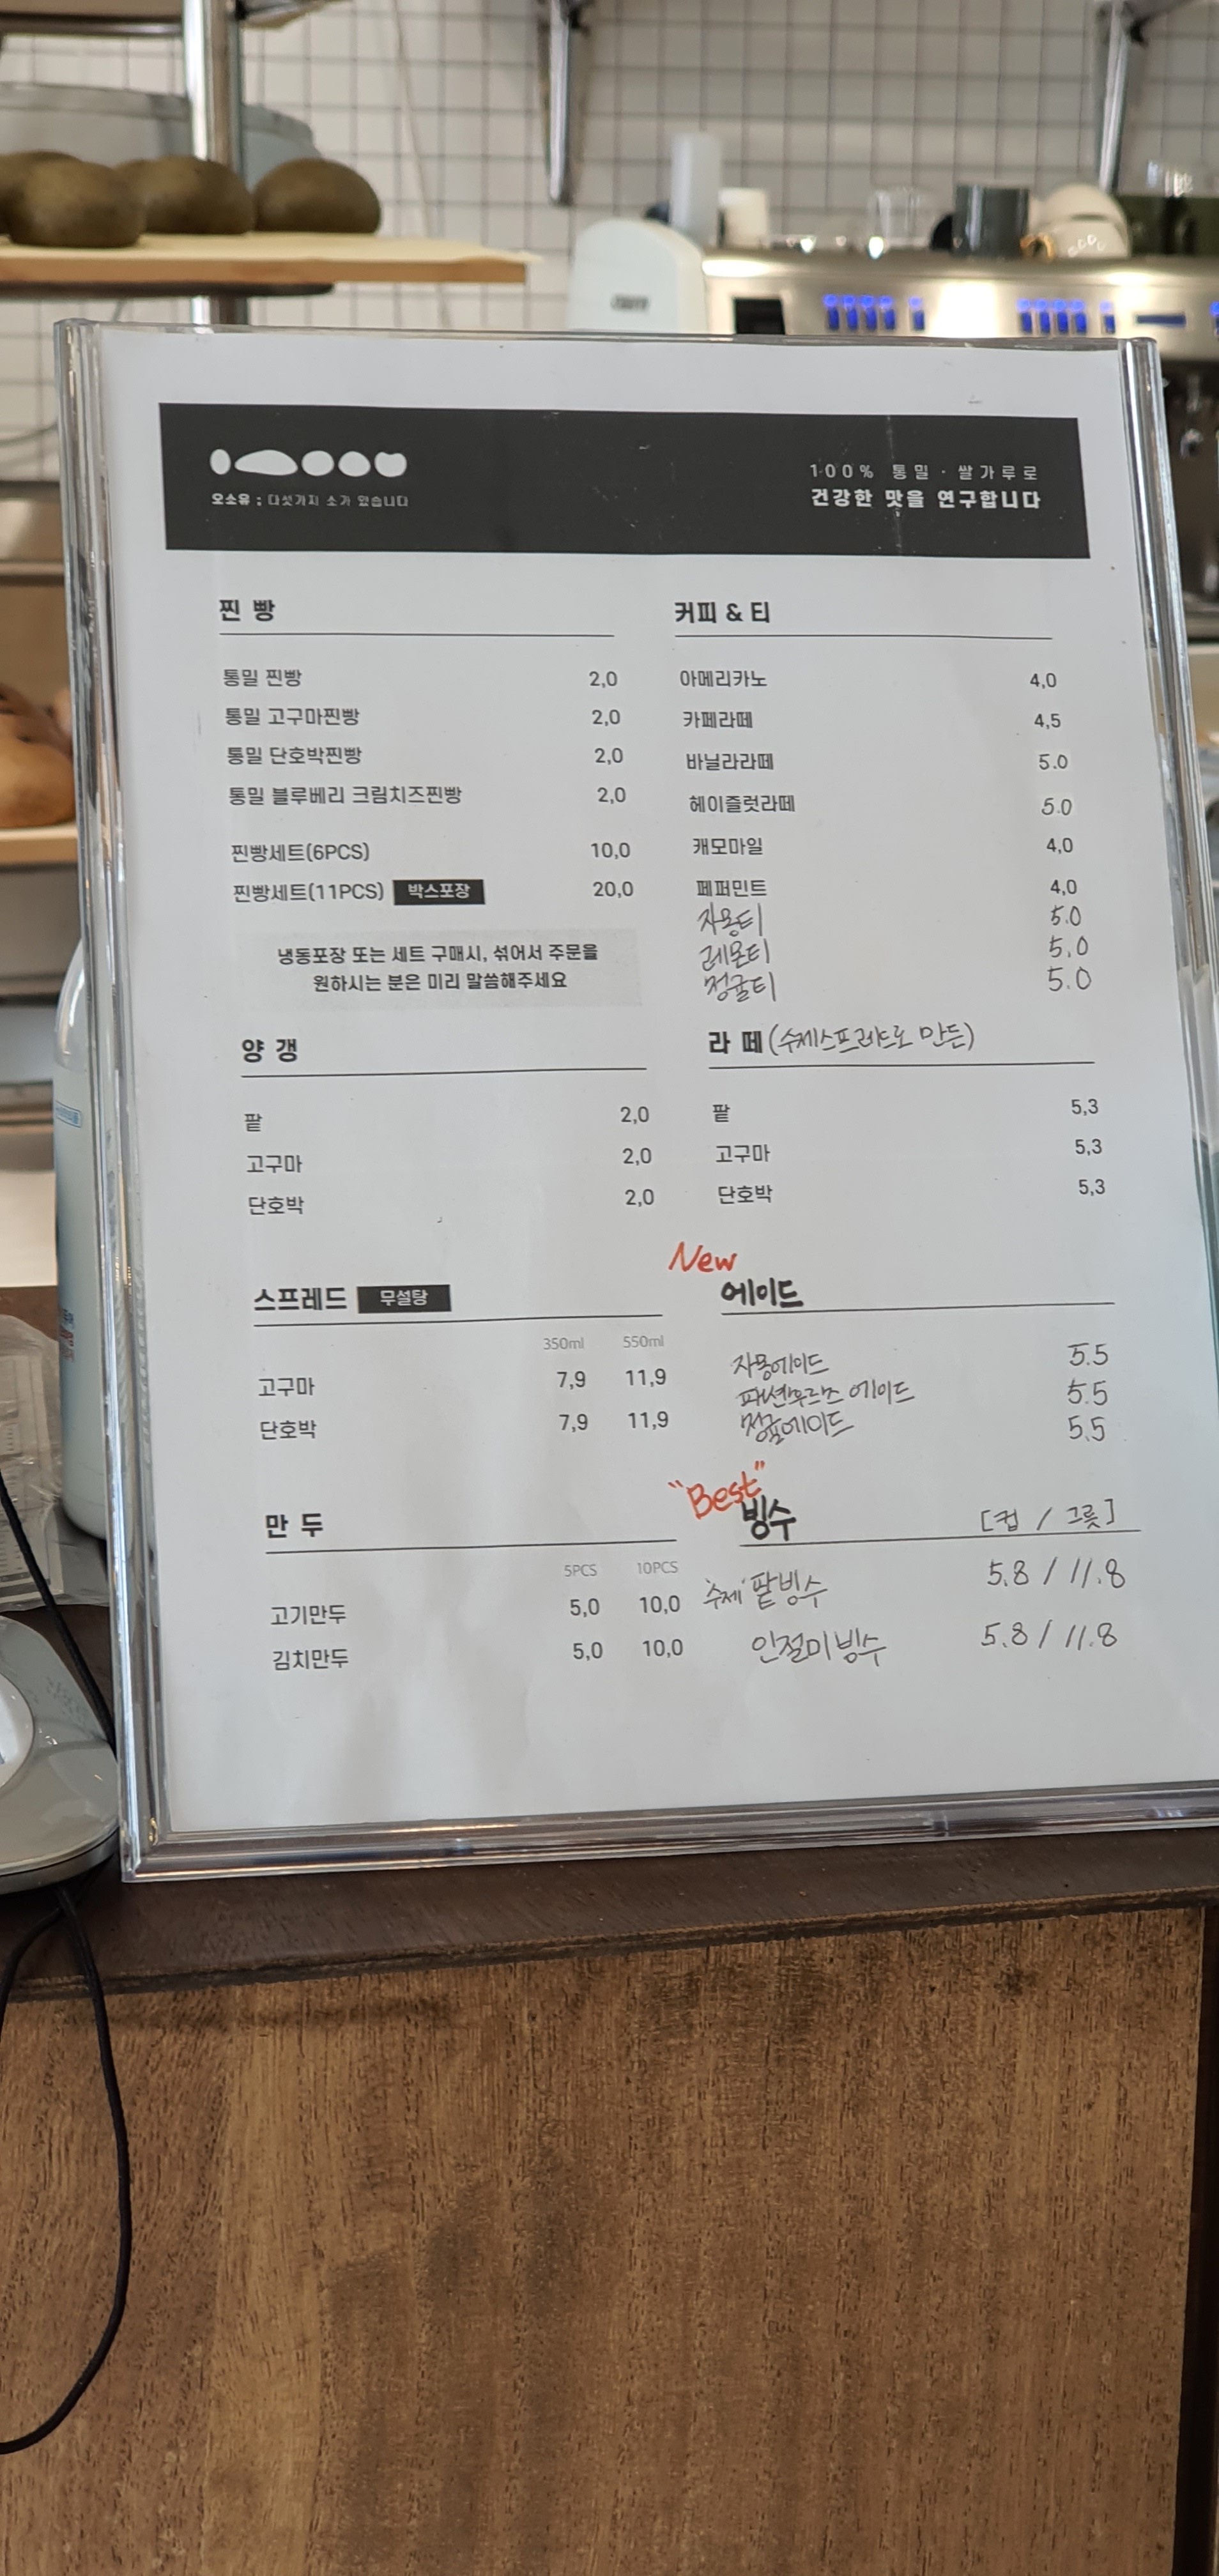 오소유 ; 다섯가지 소가 있습니다
100% 통밀 · 쌀가루로
건강한 맛을 연구합니다
찐 빵
통밀 찐빵 2,0
통밀 고구마찐빵 2,0
통밀 단호박찐빵 2,0
통밀 블루베리 크림치즈찐빵 2,0
찐빵세트(6PCS) 10,0
찐빵세트(11PCS) 박스포장 20,0
냉동포장 또는 세트 구매시, 섞어서 주문을
원하시는 분은 미리 말씀해주세요
양 갱
팥 2,0
고구마 2,0
단호박 2,0
스프레드 무설탕
350ml 550ml
고구마 7,9 11,9
단호박 7,9 11,9
만 두
5PCS 10PCS
고기만두 5,0 10,0
김치만두 5,0 10,0
커피 & 티
아메리카노 4,0
카페라떼 4,5
바닐라라떼 5.0
헤이즐럿라떼 5.0
캐모마일 4,0
페퍼민트 4,0
자몽티 5.0
레몬티 5.0
청귤티 5.0
라 떼 (수제스프레드로 만든)
팥 5,3
고구마 5,3
단호박 5,3
New
에이드
자몽에이드 5.5
패션후르츠 에이드 5.5
청귤에이드 5.5
"Best"
빙수 [컵 / 그릇]
'수제' 팥빙수 5.8 / 11.8
인절미빙수 5.8 / 11.8